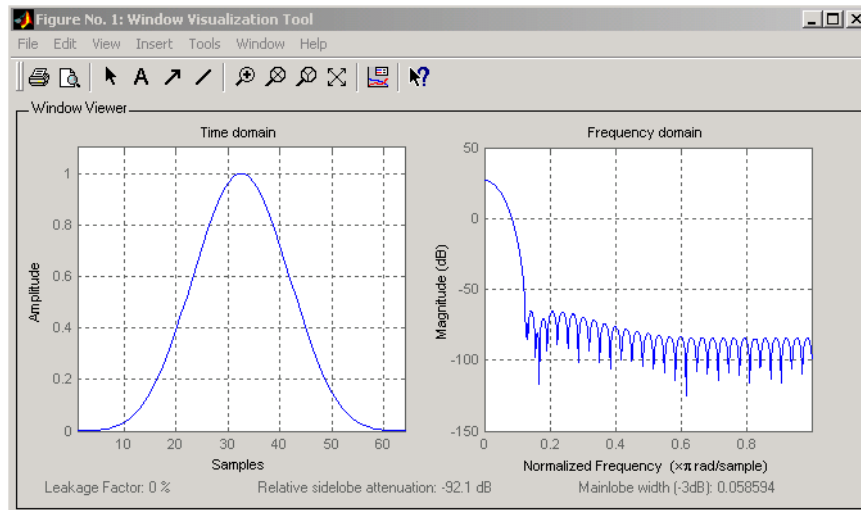 Figure No. 1: Window Visualization Tool
File Edit View Insert Tools Window Help
A
Window Viewer
Time domain
1
0.8
0.6
0.4
0.2
0
Amplitude
10 20 30 40 50 60
Samples
Frequency domain
50
0
-50
-100
-150
Magnitude (dB)
0 0.2 0.4 0.6 0.8
Normalized Frequency (×π rad/sample)
Leakage Factor: 0 % Relative sidelobe attenuation: -92.1 dB Mainlobe width (-3dB): 0.058594